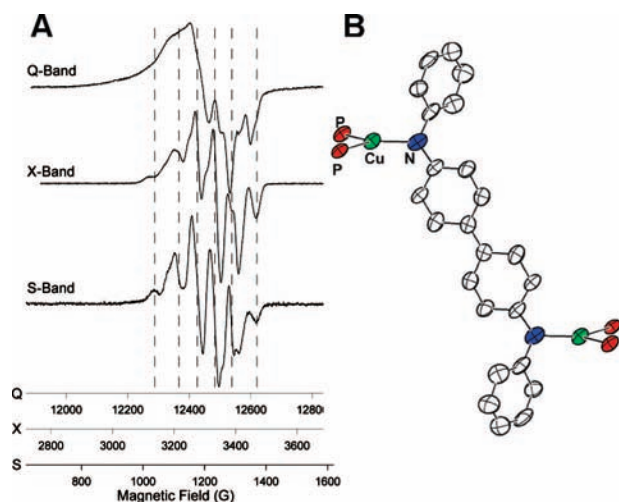 A
B
Q-Band
X-Band
S-Band
P
P
Cu
N
Q
12000 12200 12400 12600 12800
X
2800 3000 3200 3400 3600
S
800 1000 1200 1400 1600
Magnetic Field (G)